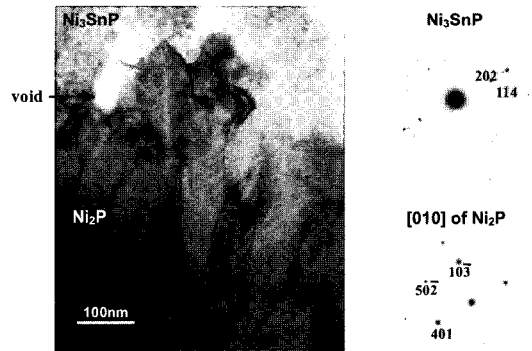 Ni₃SnP
void
Ni₂P
100nm
Ni₃SnP
202
114
[010] of Ni₂P
103̅
502̅
401